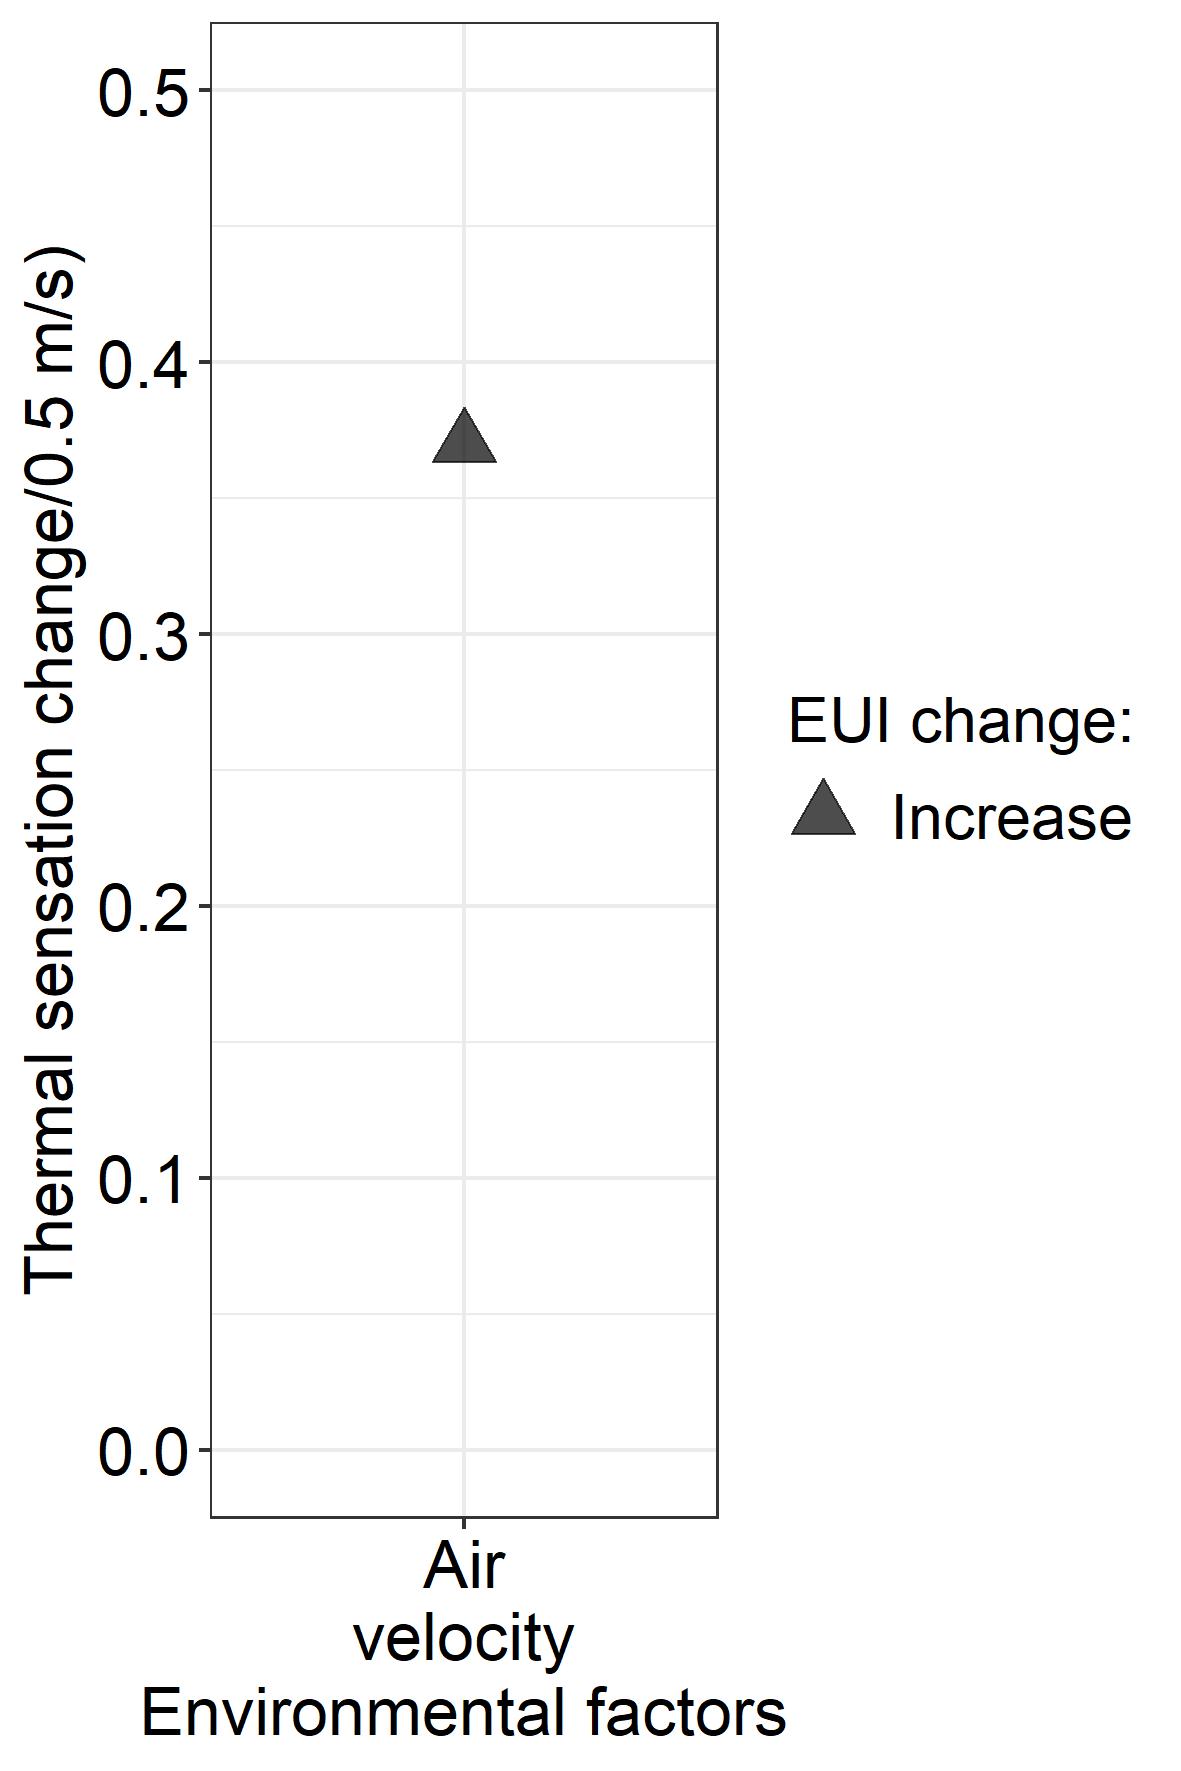 Thermal sensation change/0.5 m/s)
0.5
0.4
0.3
0.2
0.1
0.0
Air
velocity
Environmental factors
EUI change:
Increase